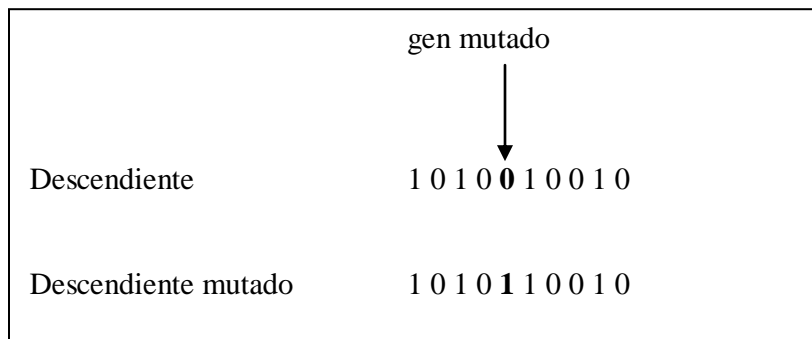 gen mutado
Descendiente 1 0 1 0 0 1 0 0 1 0
Descendiente mutado 1 0 1 0 1 1 0 0 1 0